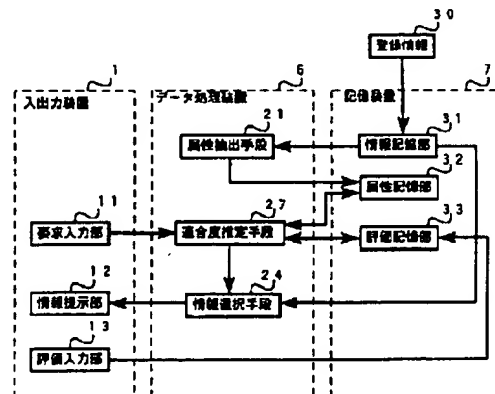 30
登録情報
1
6
7
入出力装置
データ処理装置
記憶装置
21
属性抽出手段
31
情報記憶部
32
属性記憶部
11
要求入力部
27
適合度推定手段
33
評価記憶部
12
情報提示部
24
情報選択手段
13
評価入力部